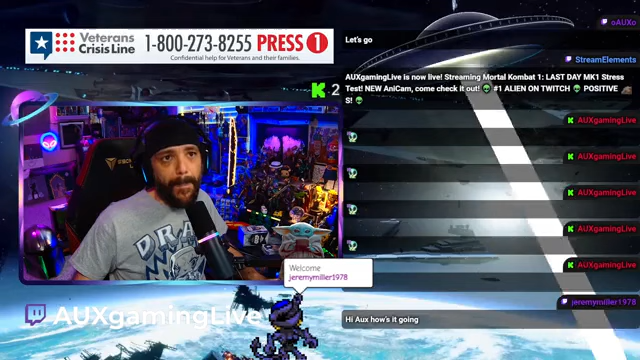 Veterans
Crisis Line
1-800-273-8255 PRESS 1
Confidential help for Veterans and their families.
K 2
oAUXo
Let's go
StreamElements
AUXgamingLive is now live! Streaming Mortal Kombat 1: LAST DAY MK1 Stress
Test! NEW AniCam, come check it out! #1 ALIEN ON TWITCH POSITIVE
S!
K AUXgamingLive
K AUXgamingLive
K AUXgamingLive
K AUXgamingLive
K AUXgamingLive
jeremymiller1978
Hi Aux how's it going
Welcome
jeremymiller1978
AUXgamingLive